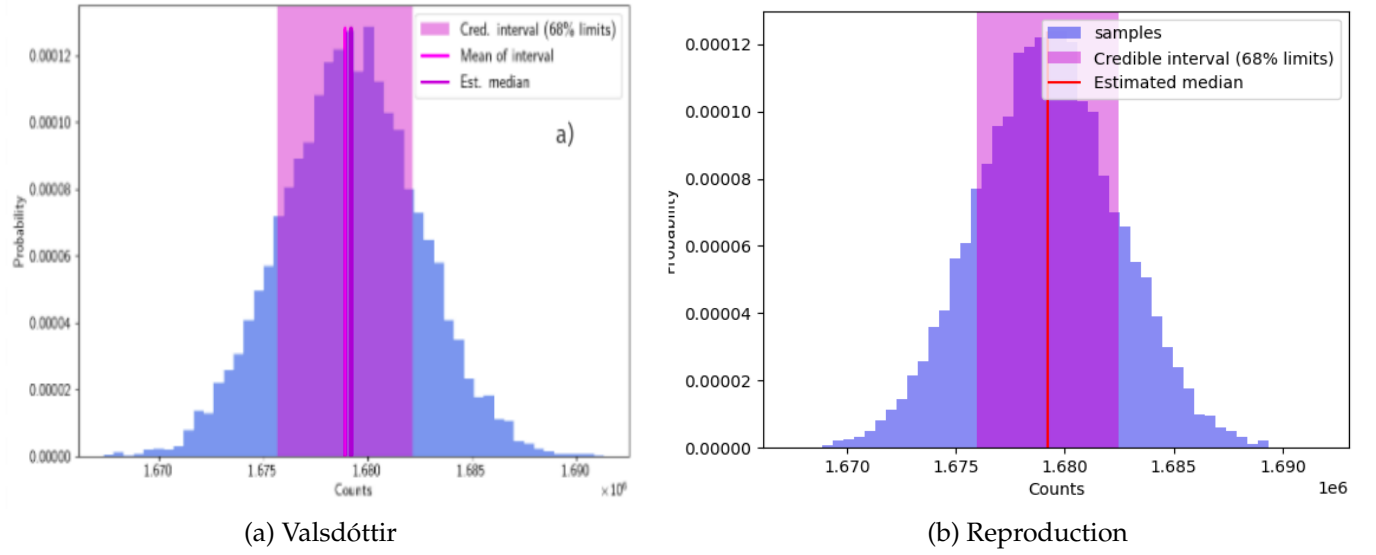 Cred. interval (68% limits)
Mean of interval
Est. median
a)
0.00012
0.00010
0.00008
0.00006
0.00004
0.00002
0.00000
Probability
1.670 1.675 1.680 1.685 1.690
Counts
×10⁶
(a) Valsdóttir
samples
Credible interval (68% limits)
Estimated median
0.00012
0.00010
0.00008
0.00006
0.00004
0.00002
0.00000
Probability
1.670 1.675 1.680 1.685 1.690
Counts
1e6
(b) Reproduction